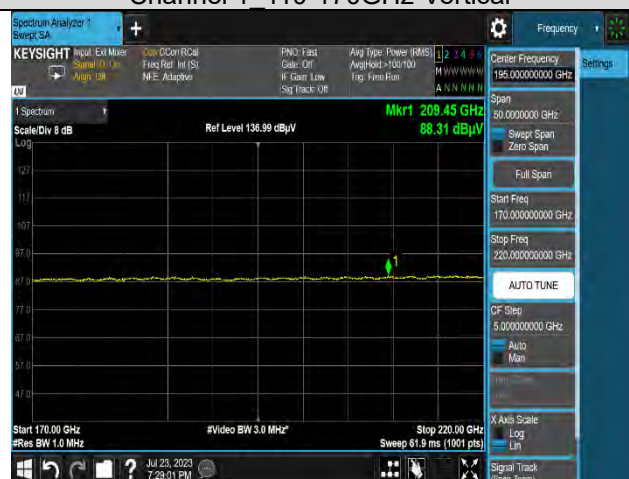 Channel 1_110-170GHz-Vertical
Spectrum Analyzer 1
Swept SA
+
Frequency
KEYSIGHT
Input: Ext Mixer
Align: Off
CCorr RCal
Freq Ref: Int (S)
NFE: Adaptive
PNO: Fast
Gate: Off
IF Gain: Low
Sig Track: Off
Avg Type: Power (RMS)
Avg|Hold:>100/100
Trig: Free Run
1 2 3 4 5 6
M W W W W W
A N N N N N
LXI
Center Frequency
195.000000000 GHz
Settings
1 Spectrum
Scale/Div 8 dB
Ref Level 136.99 dBµV
Mkr1 209.45 GHz
88.31 dBµV
Log
127
117
107
97.0
87.0
77.0
67.0
57.0
47.0
1
Span
50.0000000 GHz
Swept Span
Zero Span
Full Span
Start Freq
170.000000000 GHz
Stop Freq
220.000000000 GHz
AUTO TUNE
CF Step
5.000000000 GHz
Auto
Man
X Axis Scale
Log
Lin
Signal Track
(Span Zoom)
Start 170.00 GHz
#Res BW 1.0 MHz
#Video BW 3.0 MHz*
Stop 220.00 GHz
Sweep 61.9 ms (1001 pts)
?
Jul 23, 2023
7:29:01 PM